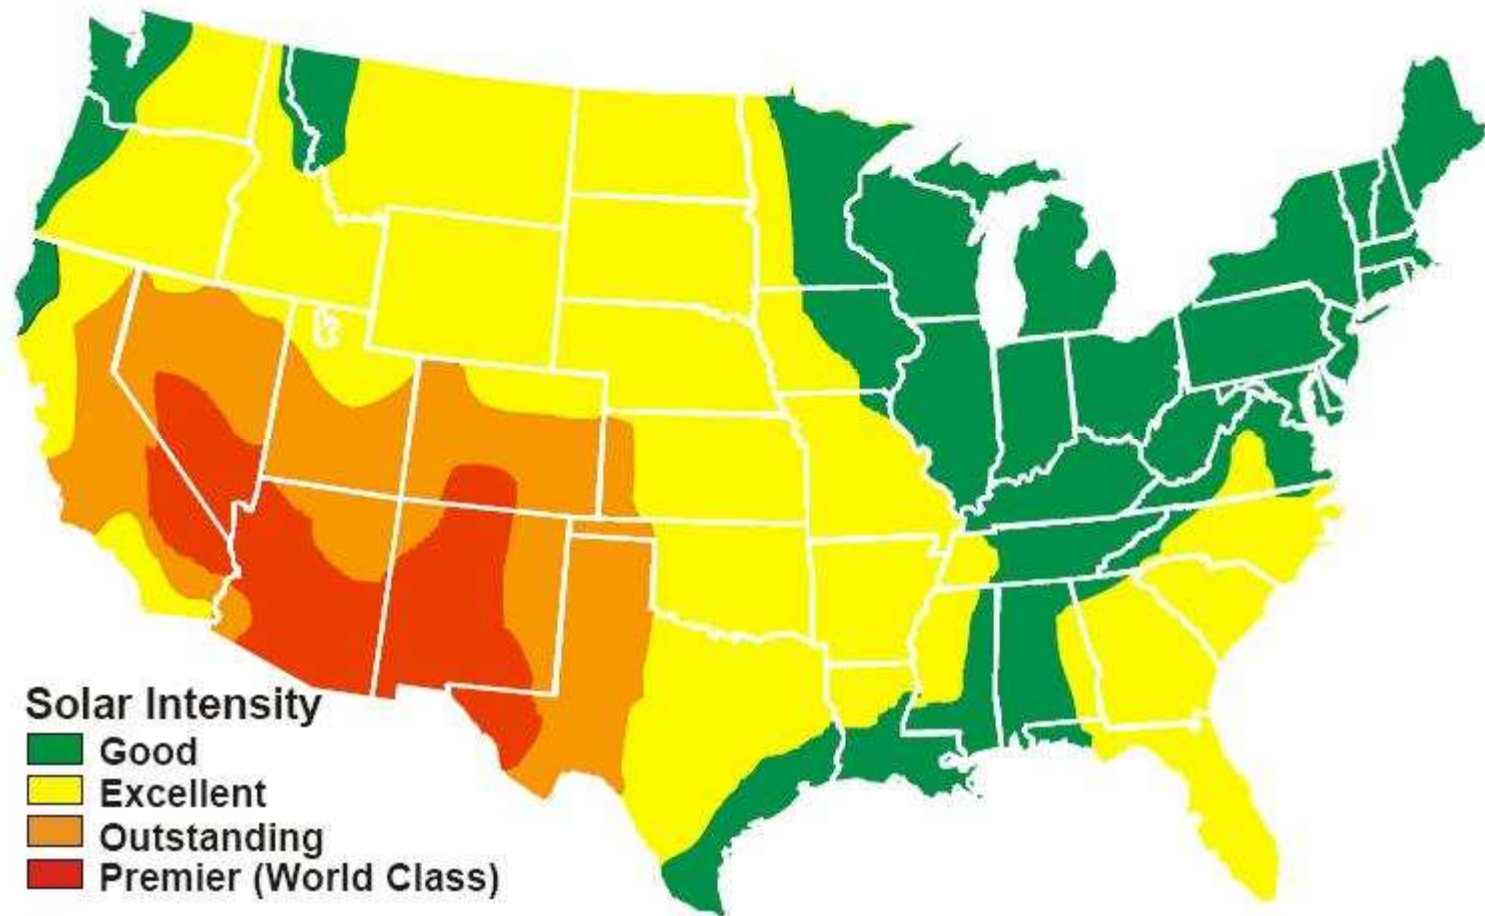 Solar Intensity
Good
Excellent
Outstanding
Premier (World Class)